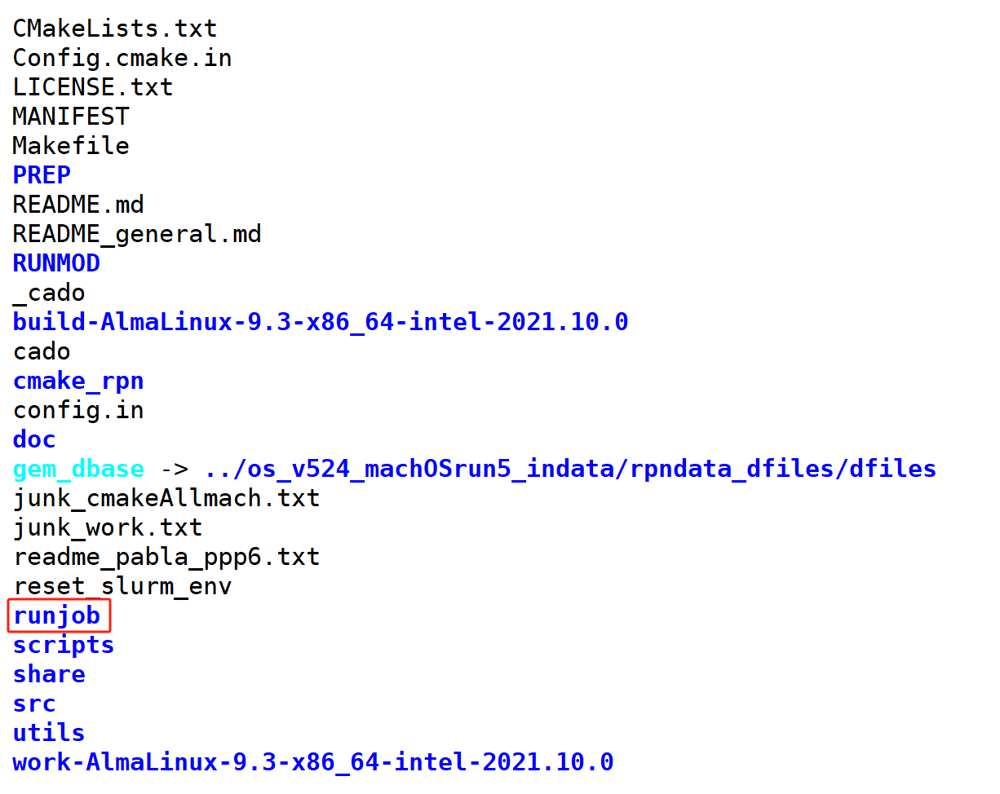 CMakeLists.txt
Config.cmake.in
LICENSE.txt
MANIFEST
Makefile
PREP
README.md
README_general.md
RUNMOD
_cado
build-AlmaLinux-9.3-x86_64-intel-2021.10.0
cado
cmake_rpn
config.in
doc
gem_dbase -> ../os_v524_machOSrun5_indata/rpndata_dfiles/dfiles
junk_cmakeAllmach.txt
junk_work.txt
readme_pabla_ppp6.txt
reset_slurm_env
runjob
scripts
share
src
utils
work-AlmaLinux-9.3-x86_64-intel-2021.10.0